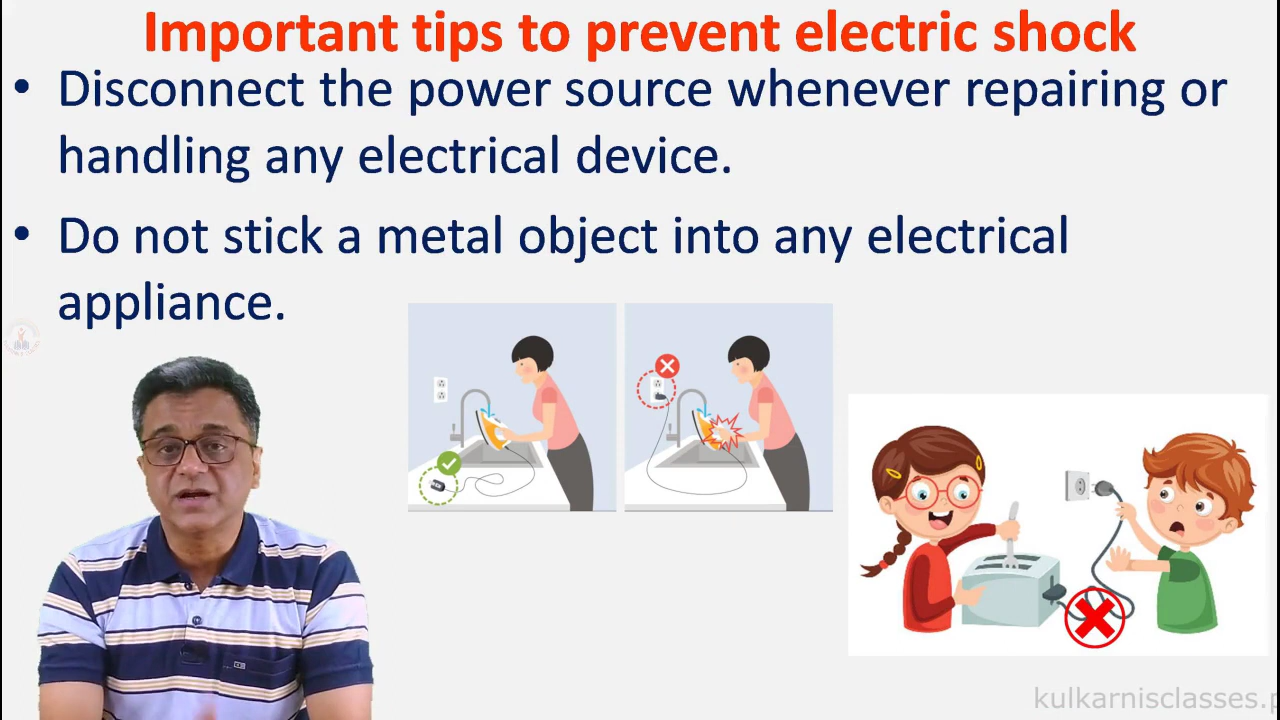 Important tips to prevent electric shock
• Disconnect the power source whenever repairing or
handling any electrical device.
• Do not stick a metal object into any electrical
appliance.
kulkarnisclasses.p